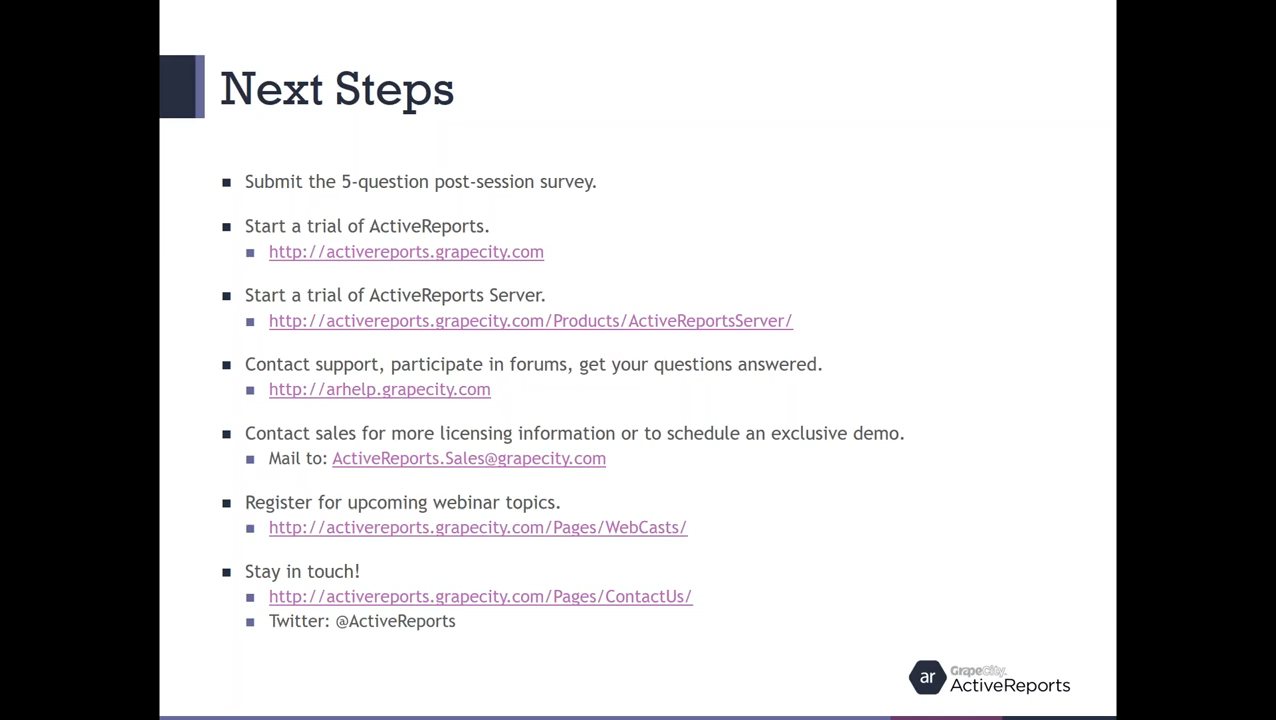 Next Steps
Submit the 5-question post-session survey.
Start a trial of ActiveReports.
http://activereports.grapecity.com
Start a trial of ActiveReports Server.
http://activereports.grapecity.com/Products/ActiveReportsServer/
Contact support, participate in forums, get your questions answered.
http://arhelp.grapecity.com
Contact sales for more licensing information or to schedule an exclusive demo.
Mail to: ActiveReports.Sales@grapecity.com
Register for upcoming webinar topics.
http://activereports.grapecity.com/Pages/WebCasts/
Stay in touch!
http://activereports.grapecity.com/Pages/ContactUs/
Twitter: @ActiveReports
ar
GrapeCity.
ActiveReports